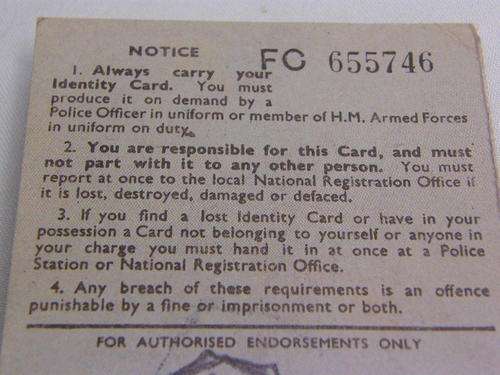 NOTICE FC 655746
1. Always carry your
Identity Card. You must
produce it on demand by a
Police Officer in uniform or member of H.M. Armed Forces
in uniform on duty.
2. You are responsible for this Card, and must
not part with it to any other person. You must
report at once to the local National Registration Office if
it is lost, destroyed, damaged or defaced.
3. If you find a lost Identity Card or have in your
possession a Card not belonging to yourself or anyone in
your charge you must hand it in at once at a Police
Station or National Registration Office.
4. Any breach of these requirements is an offence
punishable by a fine or imprisonment or both.
FOR AUTHORISED ENDORSEMENTS ONLY